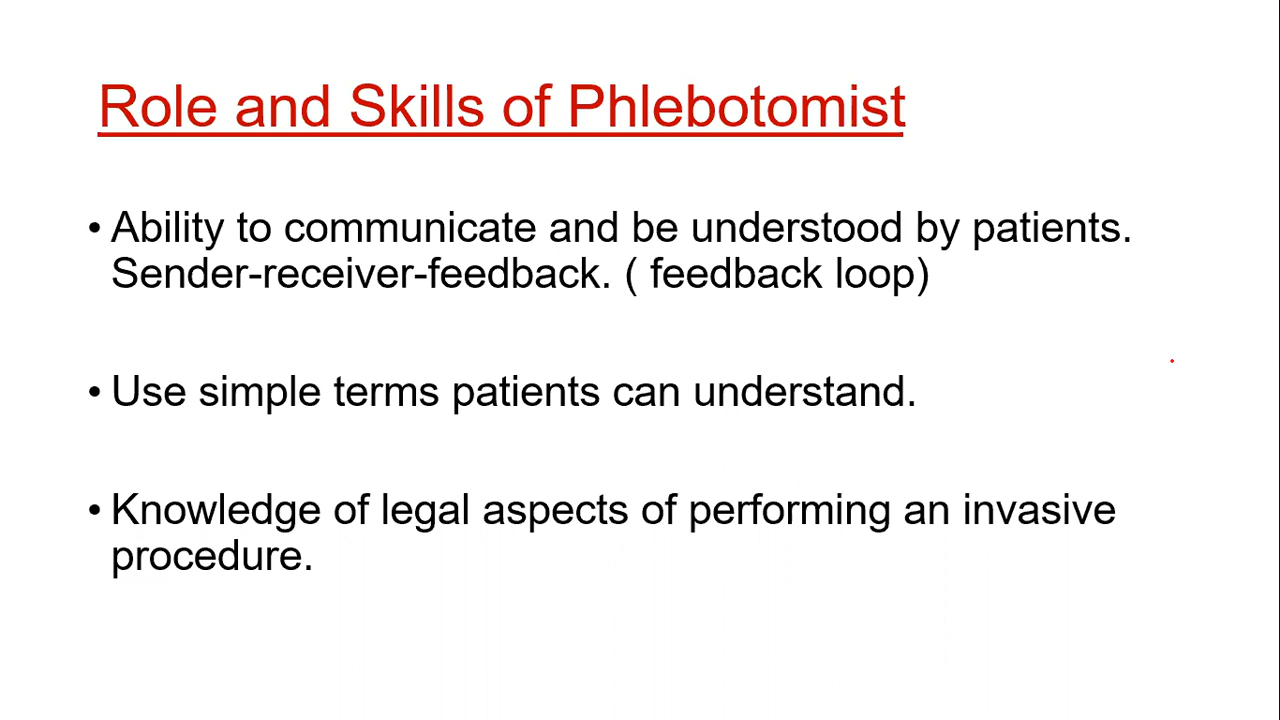 Role and Skills of Phlebotomist
• Ability to communicate and be understood by patients.
Sender-receiver-feedback. ( feedback loop)
• Use simple terms patients can understand.
• Knowledge of legal aspects of performing an invasive
procedure.